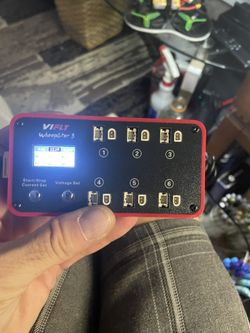 VIFLY
WhoopStor 3
1
2
3
Start/Stop
Current Set
Voltage Set
4
5
6